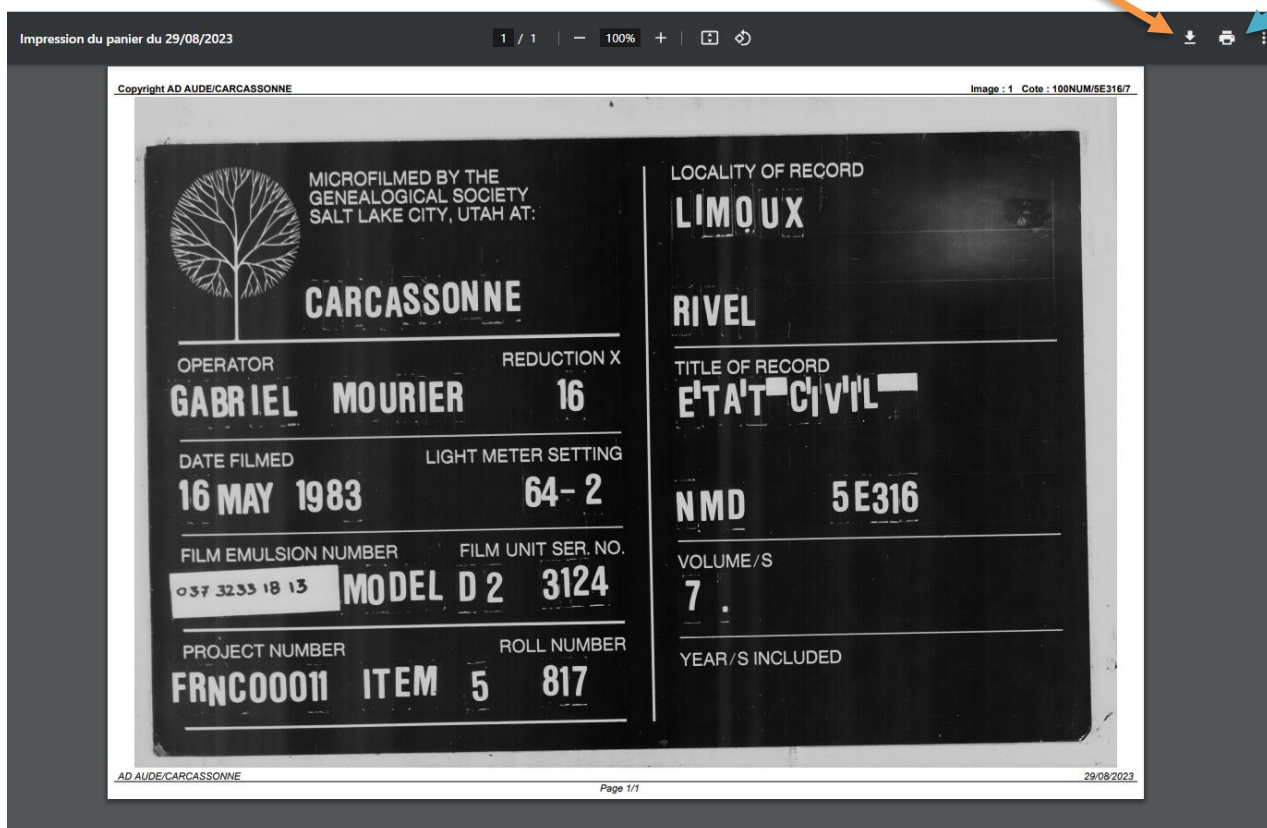 Impression du panier du 29/08/2023
1 / 1
100%
Copyright AD AUDE/CARCASSONNE
Image : 1 Cote : 100NUM/5E316/7
MICROFILMED BY THE
GENEALOGICAL SOCIETY
SALT LAKE CITY, UTAH AT:
CARCASSONNE
OPERATOR REDUCTION X
GABRIEL MOURIER 16
DATE FILMED LIGHT METER SETTING
16 MAY 1983 64-2
FILM EMULSION NUMBER FILM UNIT SER. NO.
037 3233 18 13 MODEL D 2 3124
PROJECT NUMBER ROLL NUMBER
FRNC00011 ITEM 5 817
LOCALITY OF RECORD
LIMOUX
RIVEL
TITLE OF RECORD
E'TA'T CIVIL
NMD 5E316
VOLUME/S
7 .
YEAR/S INCLUDED
AD AUDE/CARCASSONNE
29/08/2023
Page 1/1